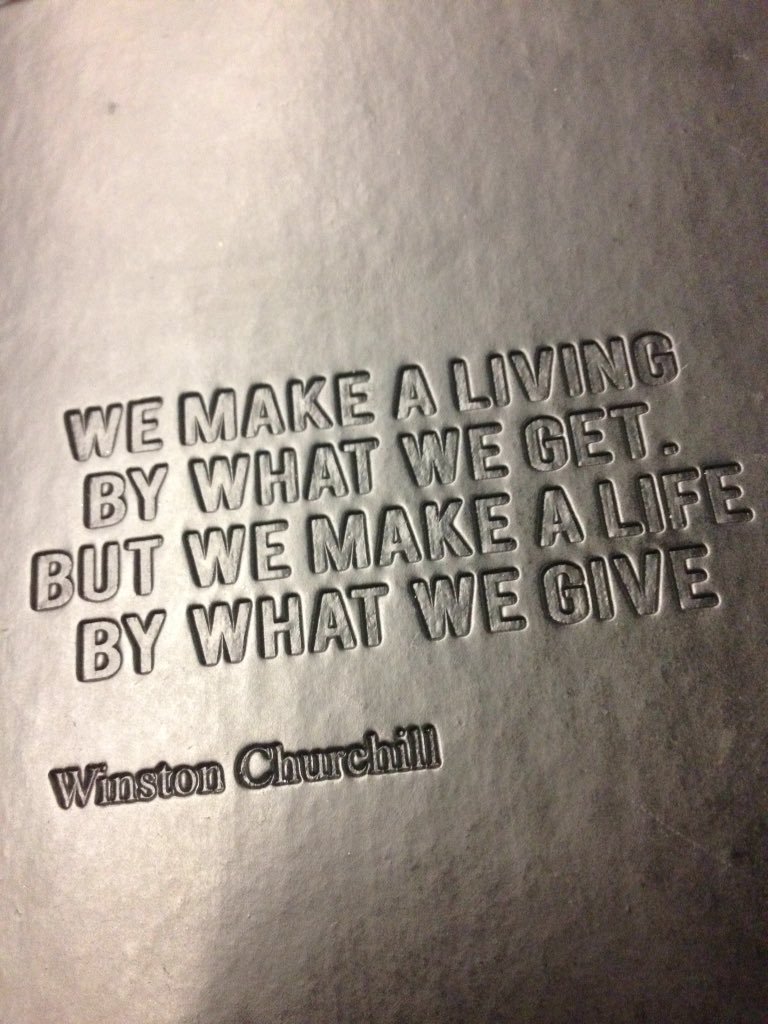 WE MAKE A LIVING
BY WHAT WE GET.
BUT WE MAKE A LIFE
BY WHAT WE GIVE
Winston Churchill